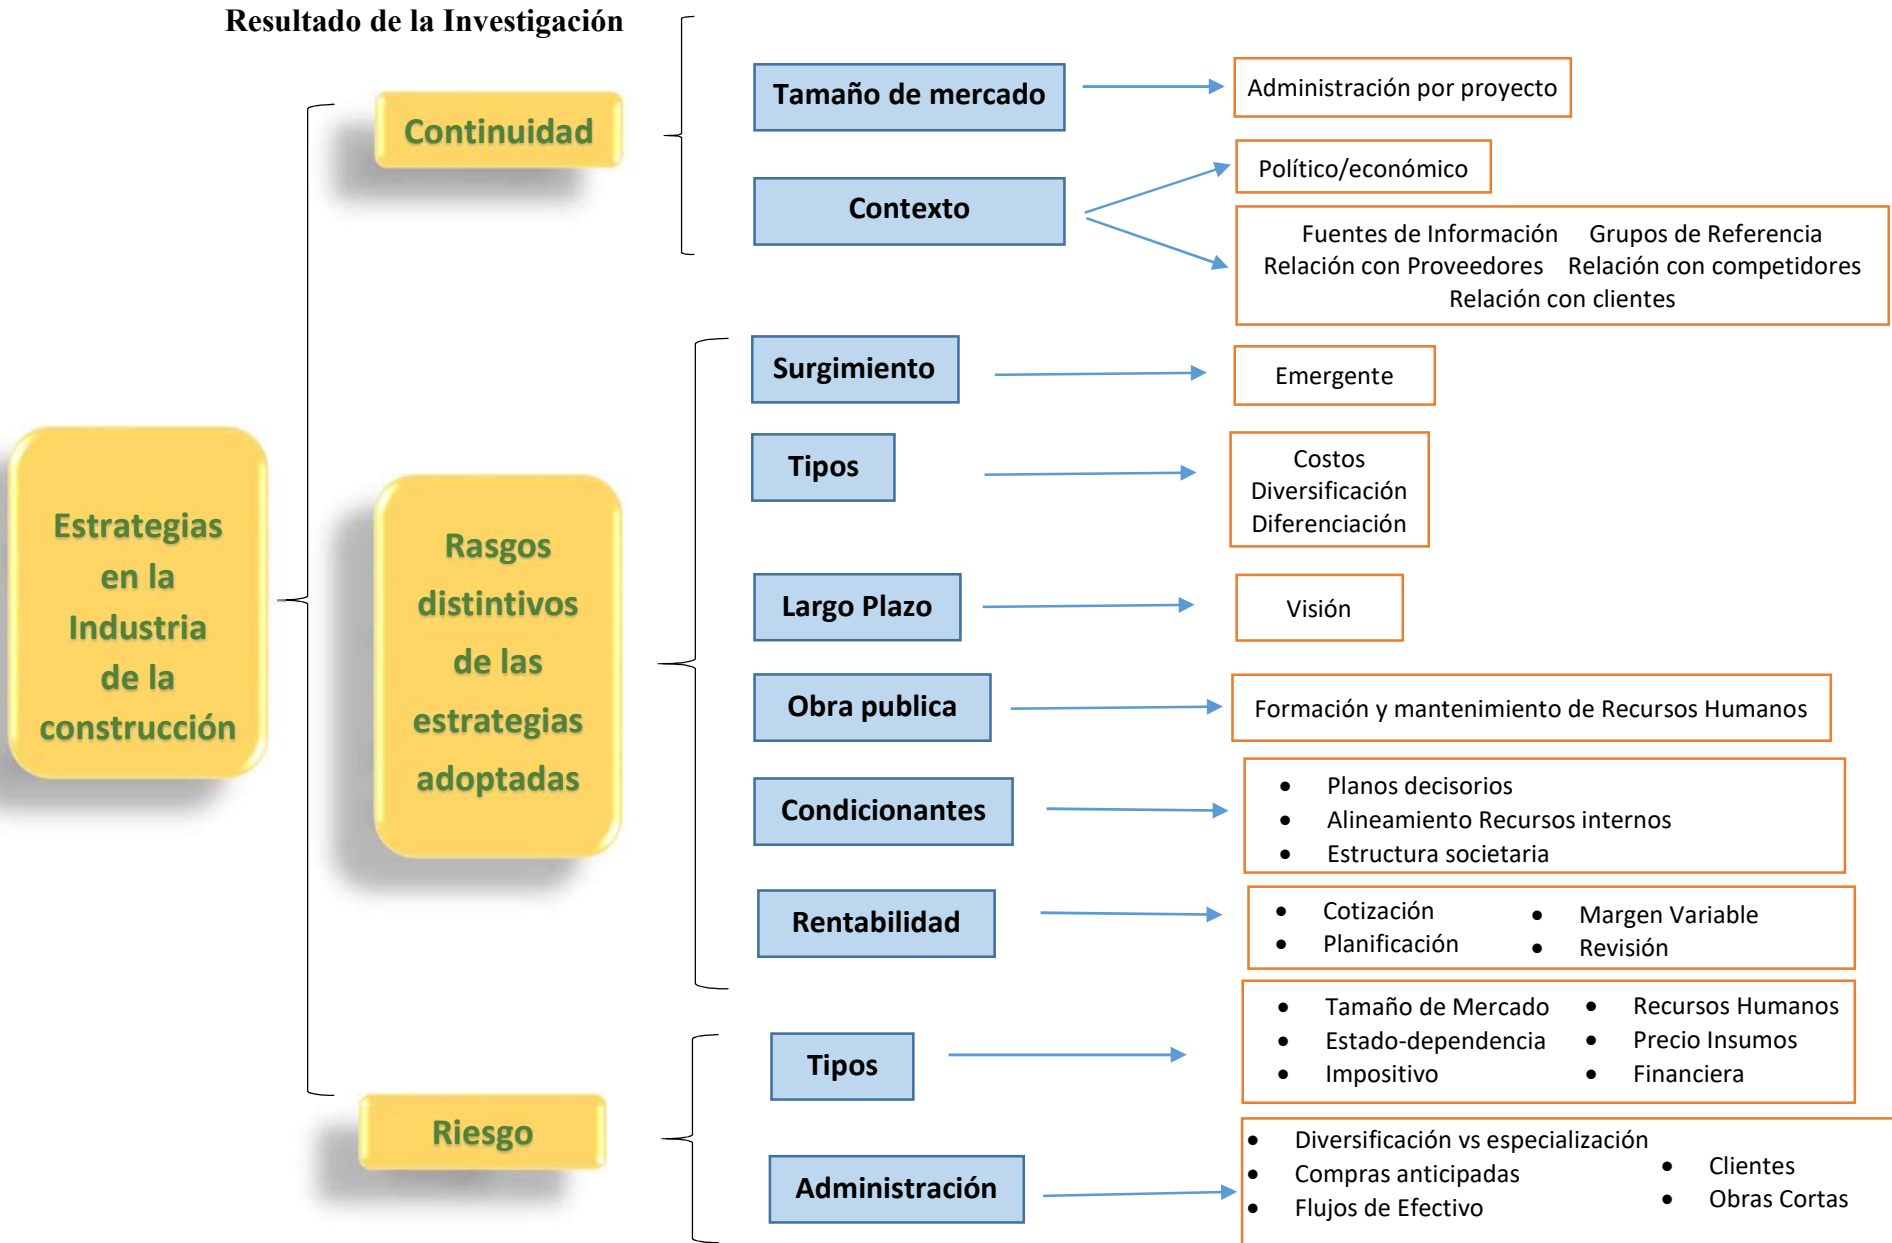 Resultado de la Investigación
Estrategias
en la
Industria
de la
construcción
Continuidad
Tamaño de mercado
Administración por proyecto
Contexto
Político/económico
Fuentes de Información Grupos de Referencia
Relación con Proveedores Relación con competidores
Relación con clientes
Rasgos
distintivos
de las
estrategias
adoptadas
Surgimiento
Emergente
Tipos
Costos
Diversificación
Diferenciación
Largo Plazo
Visión
Obra publica
Formación y mantenimiento de Recursos Humanos
Condicionantes
• Planos decisorios
• Alineamiento Recursos internos
• Estructura societaria
Rentabilidad
• Cotización
• Planificación
• Margen Variable
• Revisión
Riesgo
Tipos
• Tamaño de Mercado
• Estado-dependencia
• Impositivo
• Recursos Humanos
• Precio Insumos
• Financiera
Administración
• Diversificación vs especialización
• Compras anticipadas
• Flujos de Efectivo
• Clientes
• Obras Cortas